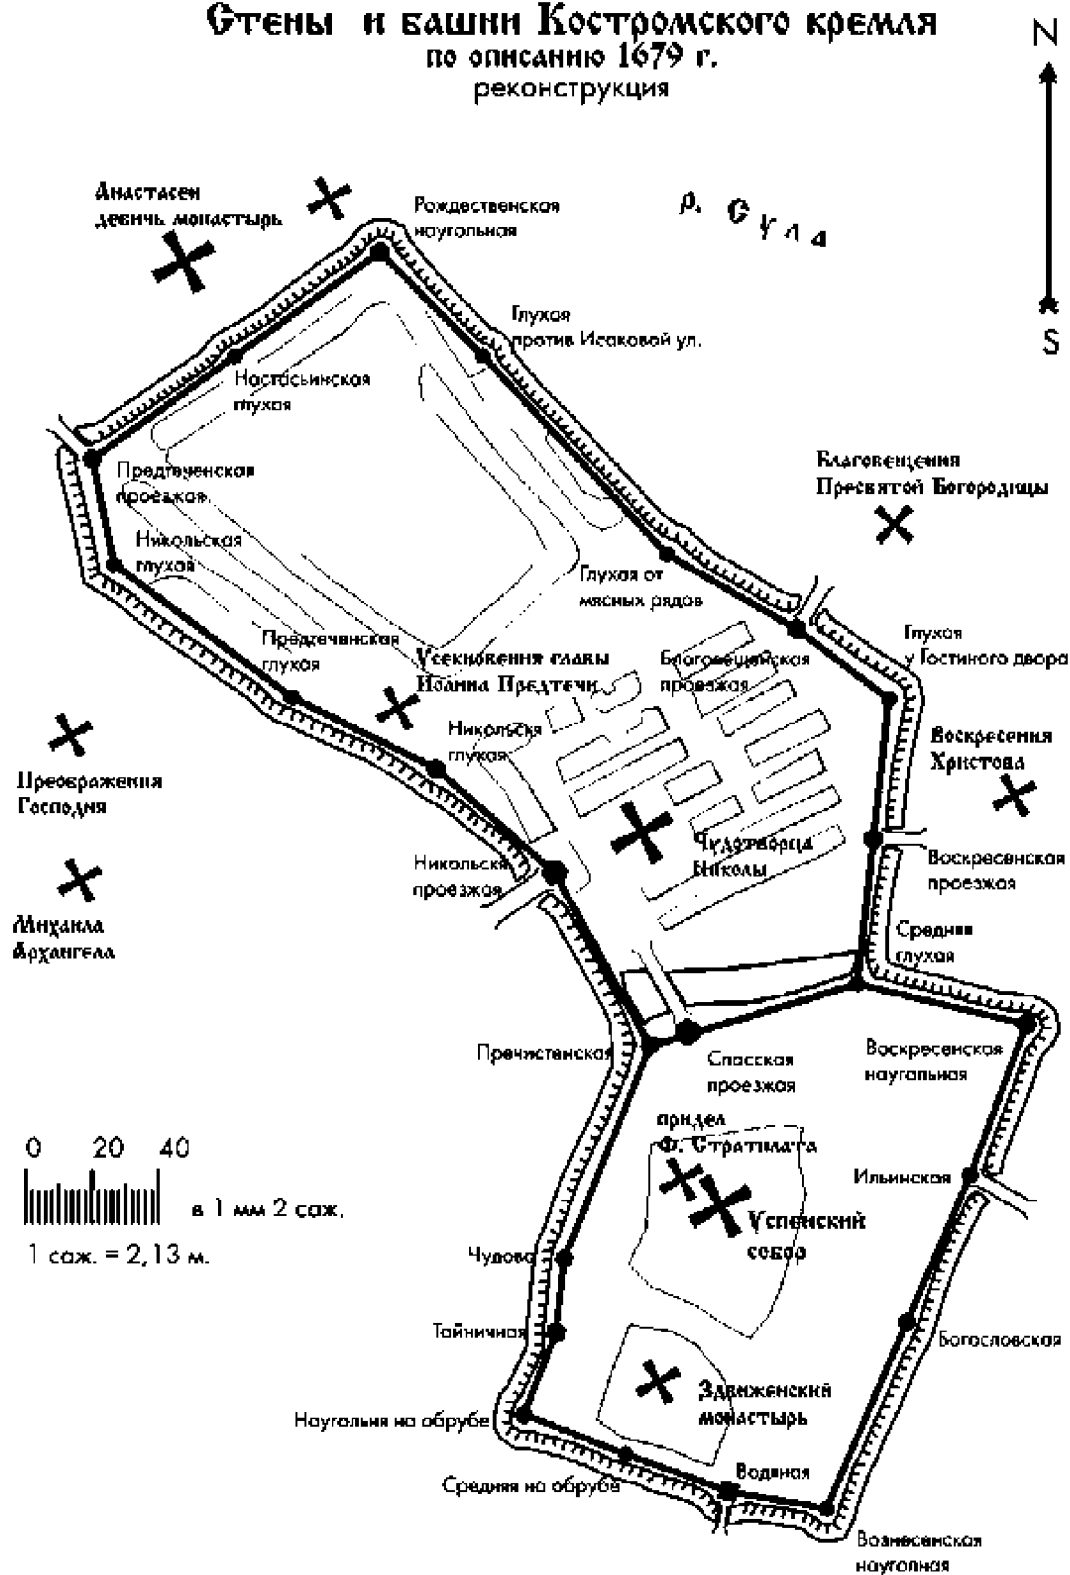 Стены и башни Костромского кремля
по описанию 1679 г.
реконструкция
N
S
Анастасеи
девичь монастырь
Рождественская
наугольная
р. Сула
Глухая
против Исаковой ул.
Настасьинская
глухая
Предтеченская
проезжая.
Благовещения
Пресвятой Богородицы
Никольская
глухая
Глухая от
мясных рядов
Предтеченская
глухая
Усекновения главы
Иоанна Предтечи
Благовещенская
проезжая
Глухая
у Гостиного двора
Никольскя
глухая
Воскресения
Христова
Преображения
Господня
Чудотворца
Николы
Никольскя
проезжая
Воскресенская
проезжая
Михаила
Архангела
Средняя
глухая
Пречистенская
Спасская
проезжая
Воскресенская
наугольная
придел
Ф. Стратилата
Ильинская
0 20 40
в 1 мм 2 саж.
1 саж. = 2,13 м.
Успенский
собор
Чудово
Тайничная
Богословская
Здвиженский
монастырь
Наугольня на обрубе
Средняя на обрубе
Водяная
Вознесенская
наугалная